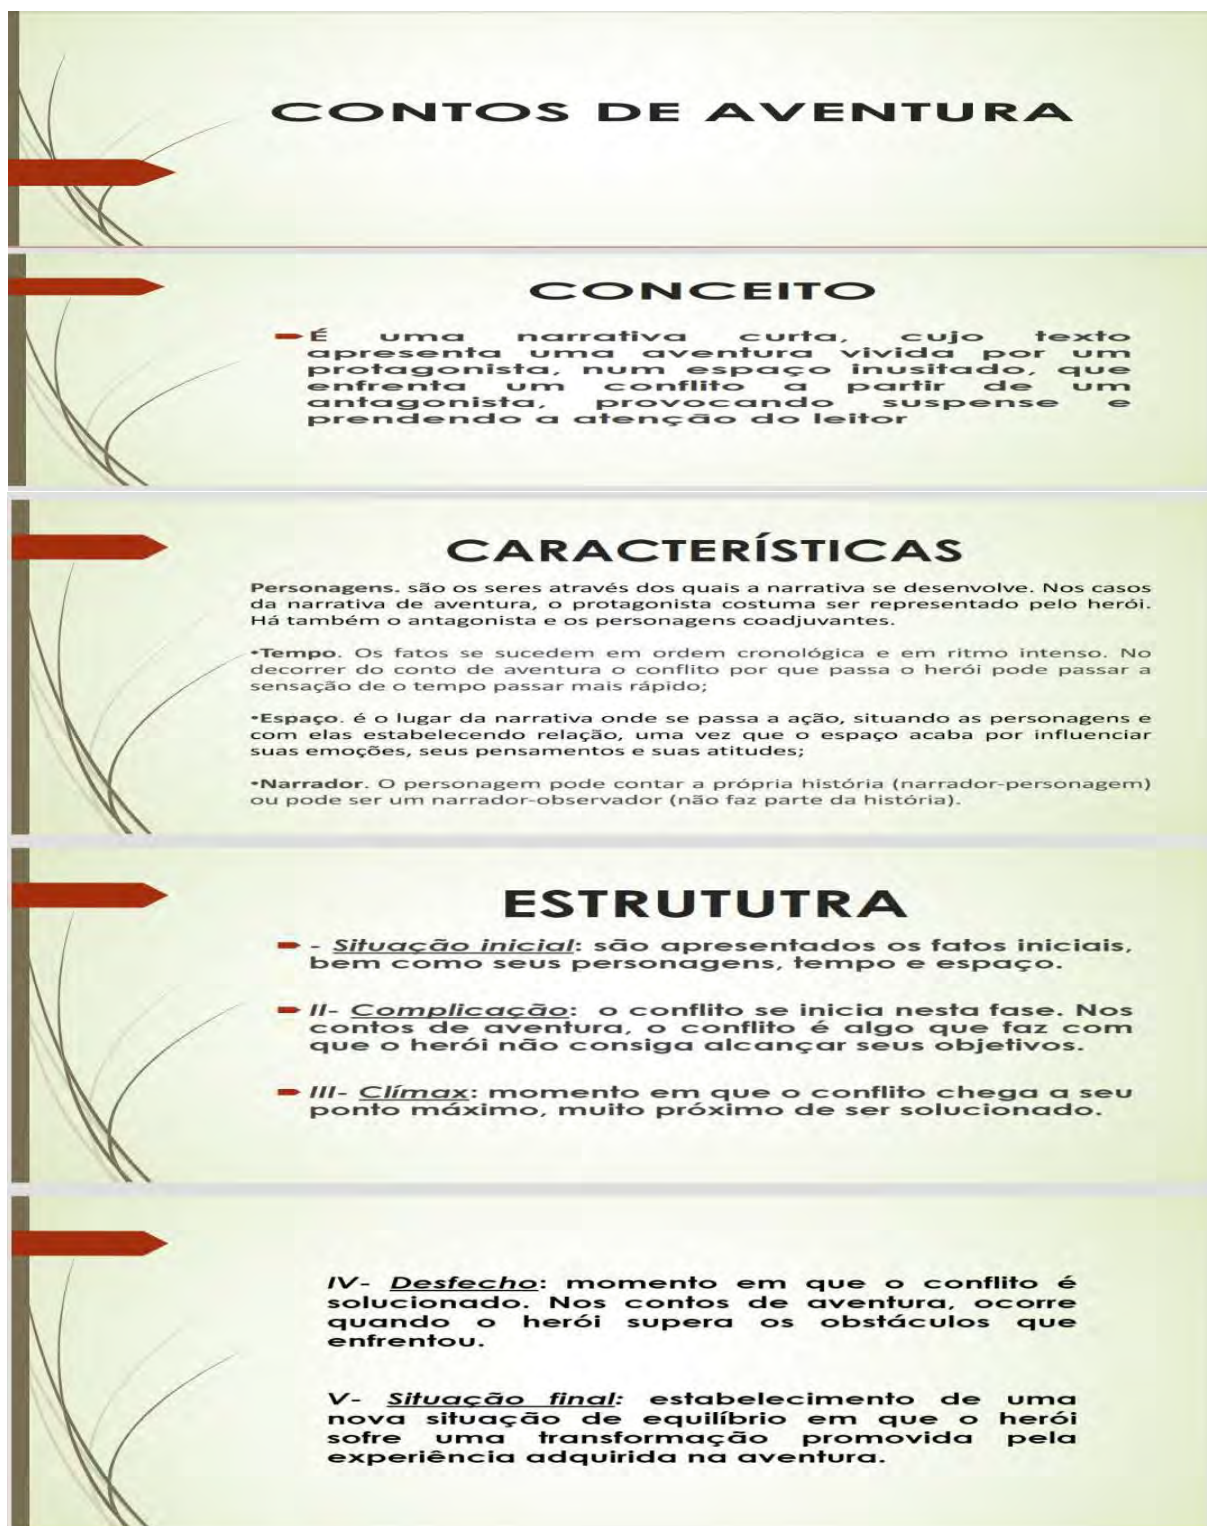 CONTOS DE AVENTURA
CONCEITO
É uma narrativa curta, cujo texto
apresenta uma aventura vivida por um
protagonista, num espaço inusitado, que
enfrenta um conflito a partir de um
antagonista, provocando suspense e
prendendo a atenção do leitor
CARACTERÍSTICAS
Personagens. são os seres através dos quais a narrativa se desenvolve. Nos casos
da narrativa de aventura, o protagonista costuma ser representado pelo herói.
Há também o antagonista e os personagens coadjuvantes.
•Tempo. Os fatos se sucedem em ordem cronológica e em ritmo intenso. No
decorrer do conto de aventura o conflito por que passa o herói pode passar a
sensação de o tempo passar mais rápido;
•Espaço. é o lugar da narrativa onde se passa a ação, situando as personagens e
com elas estabelecendo relação, uma vez que o espaço acaba por influenciar
suas emoções, seus pensamentos e suas atitudes;
•Narrador. O personagem pode contar a própria história (narrador-personagem)
ou pode ser um narrador-observador (não faz parte da história).
ESTRUTUTRA
- Situação inicial: são apresentados os fatos iniciais,
bem como seus personagens, tempo e espaço.
II- Complicação: o conflito se inicia nesta fase. Nos
contos de aventura, o conflito é algo que faz com
que o herói não consiga alcançar seus objetivos.
III- Clímax: momento em que o conflito chega a seu
ponto máximo, muito próximo de ser solucionado.
IV- Desfecho: momento em que o conflito é
solucionado. Nos contos de aventura, ocorre
quando o herói supera os obstáculos que
enfrentou.
V- Situação final: estabelecimento de uma
nova situação de equilíbrio em que o herói
sofre uma transformação promovida pela
experiência adquirida na aventura.